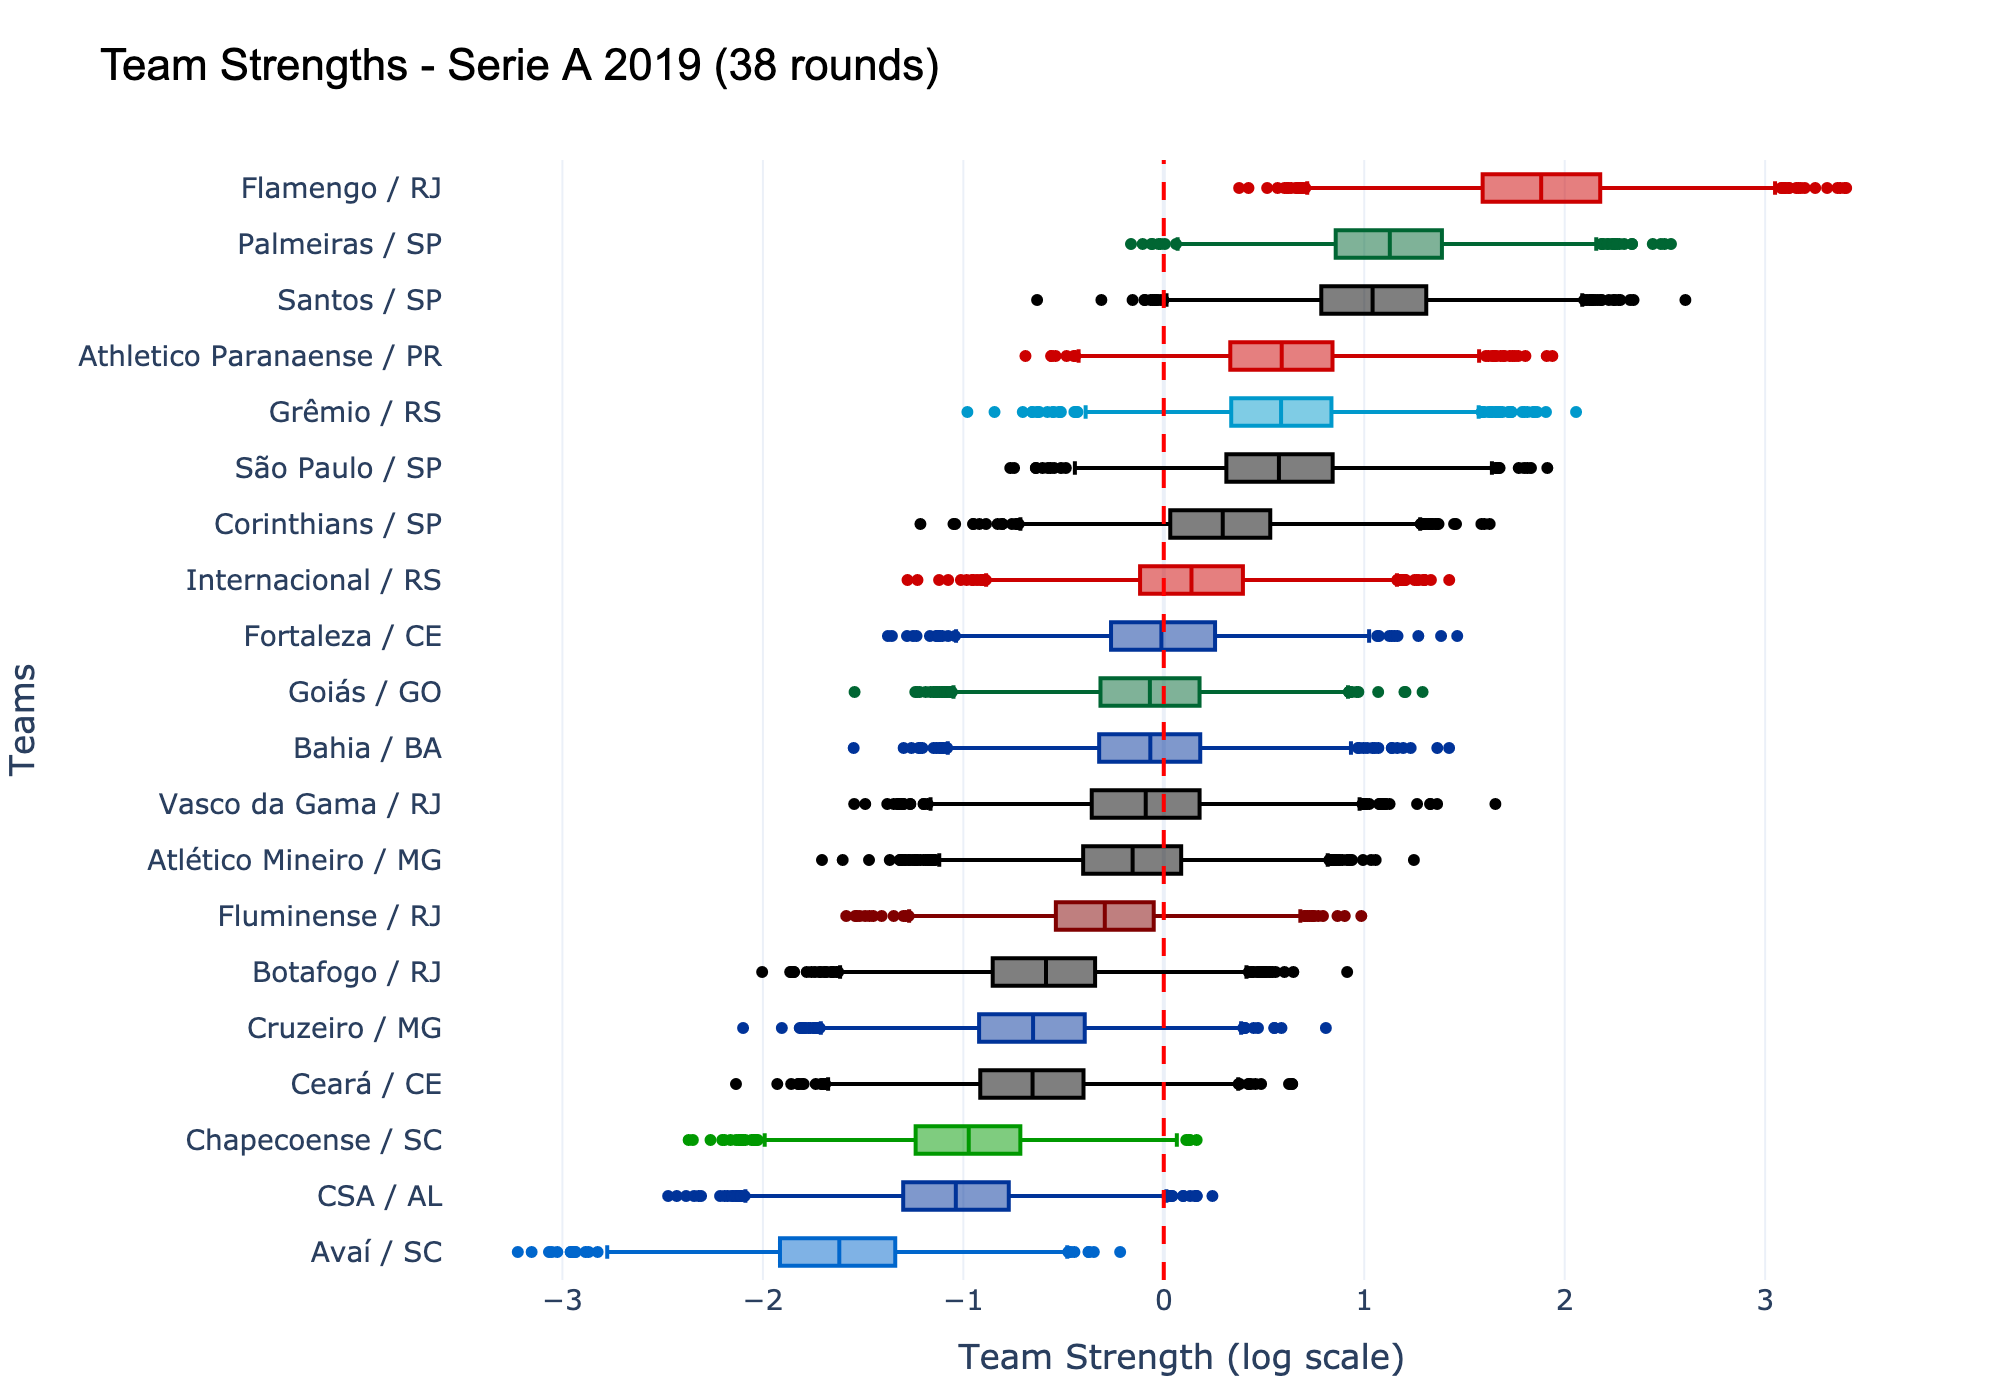 Team Strengths - Serie A 2019 (38 rounds)
Teams
Flamengo / RJ
Palmeiras / SP
Santos / SP
Athletico Paranaense / PR
Grêmio / RS
São Paulo / SP
Corinthians / SP
Internacional / RS
Fortaleza / CE
Goiás / GO
Bahia / BA
Vasco da Gama / RJ
Atlético Mineiro / MG
Fluminense / RJ
Botafogo / RJ
Cruzeiro / MG
Ceará / CE
Chapecoense / SC
CSA / AL
Avaí / SC
−3 −2 −1 0 1 2 3
Team Strength (log scale)